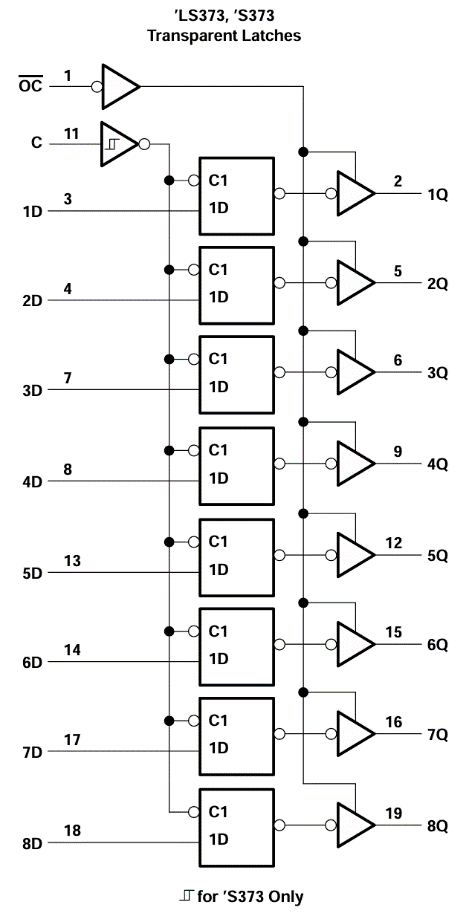 ’LS373, ’S373
Transparent Latches
OC 1
C 11
C1
1D 3 1D 2 1Q
C1
2D 4 1D 5 2Q
C1
3D 7 1D 6 3Q
C1
4D 8 1D 9 4Q
C1
5D 13 1D 12 5Q
C1
6D 14 1D 15 6Q
C1
7D 17 1D 16 7Q
C1
8D 18 1D 19 8Q
for ’S373 Only